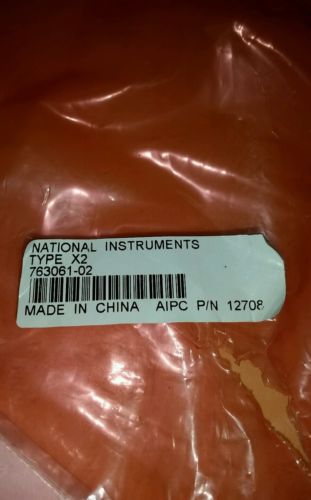 NATIONAL INSTRUMENTS
TYPE X2
763061-02
MADE IN CHINA AIPC P/N 12708